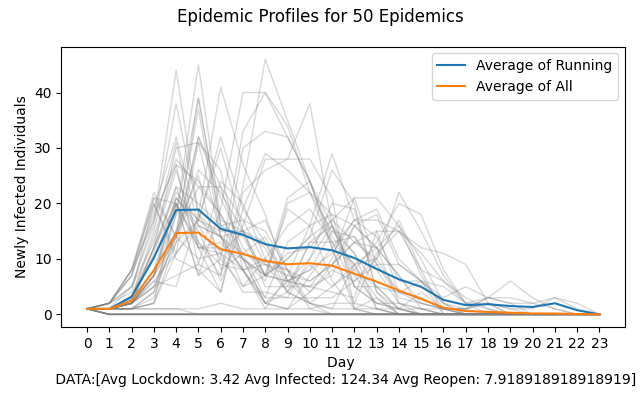 Epidemic Profiles for 50 Epidemics
Average of Running
Average of All
Newly Infected Individuals
40
30
20
10
0
0 1 2 3 4 5 6 7 8 9 10 11 12 13 14 15 16 17 18 19 20 21 22 23
Day
DATA:[Avg Lockdown: 3.42 Avg Infected: 124.34 Avg Reopen: 7.918918918918919]